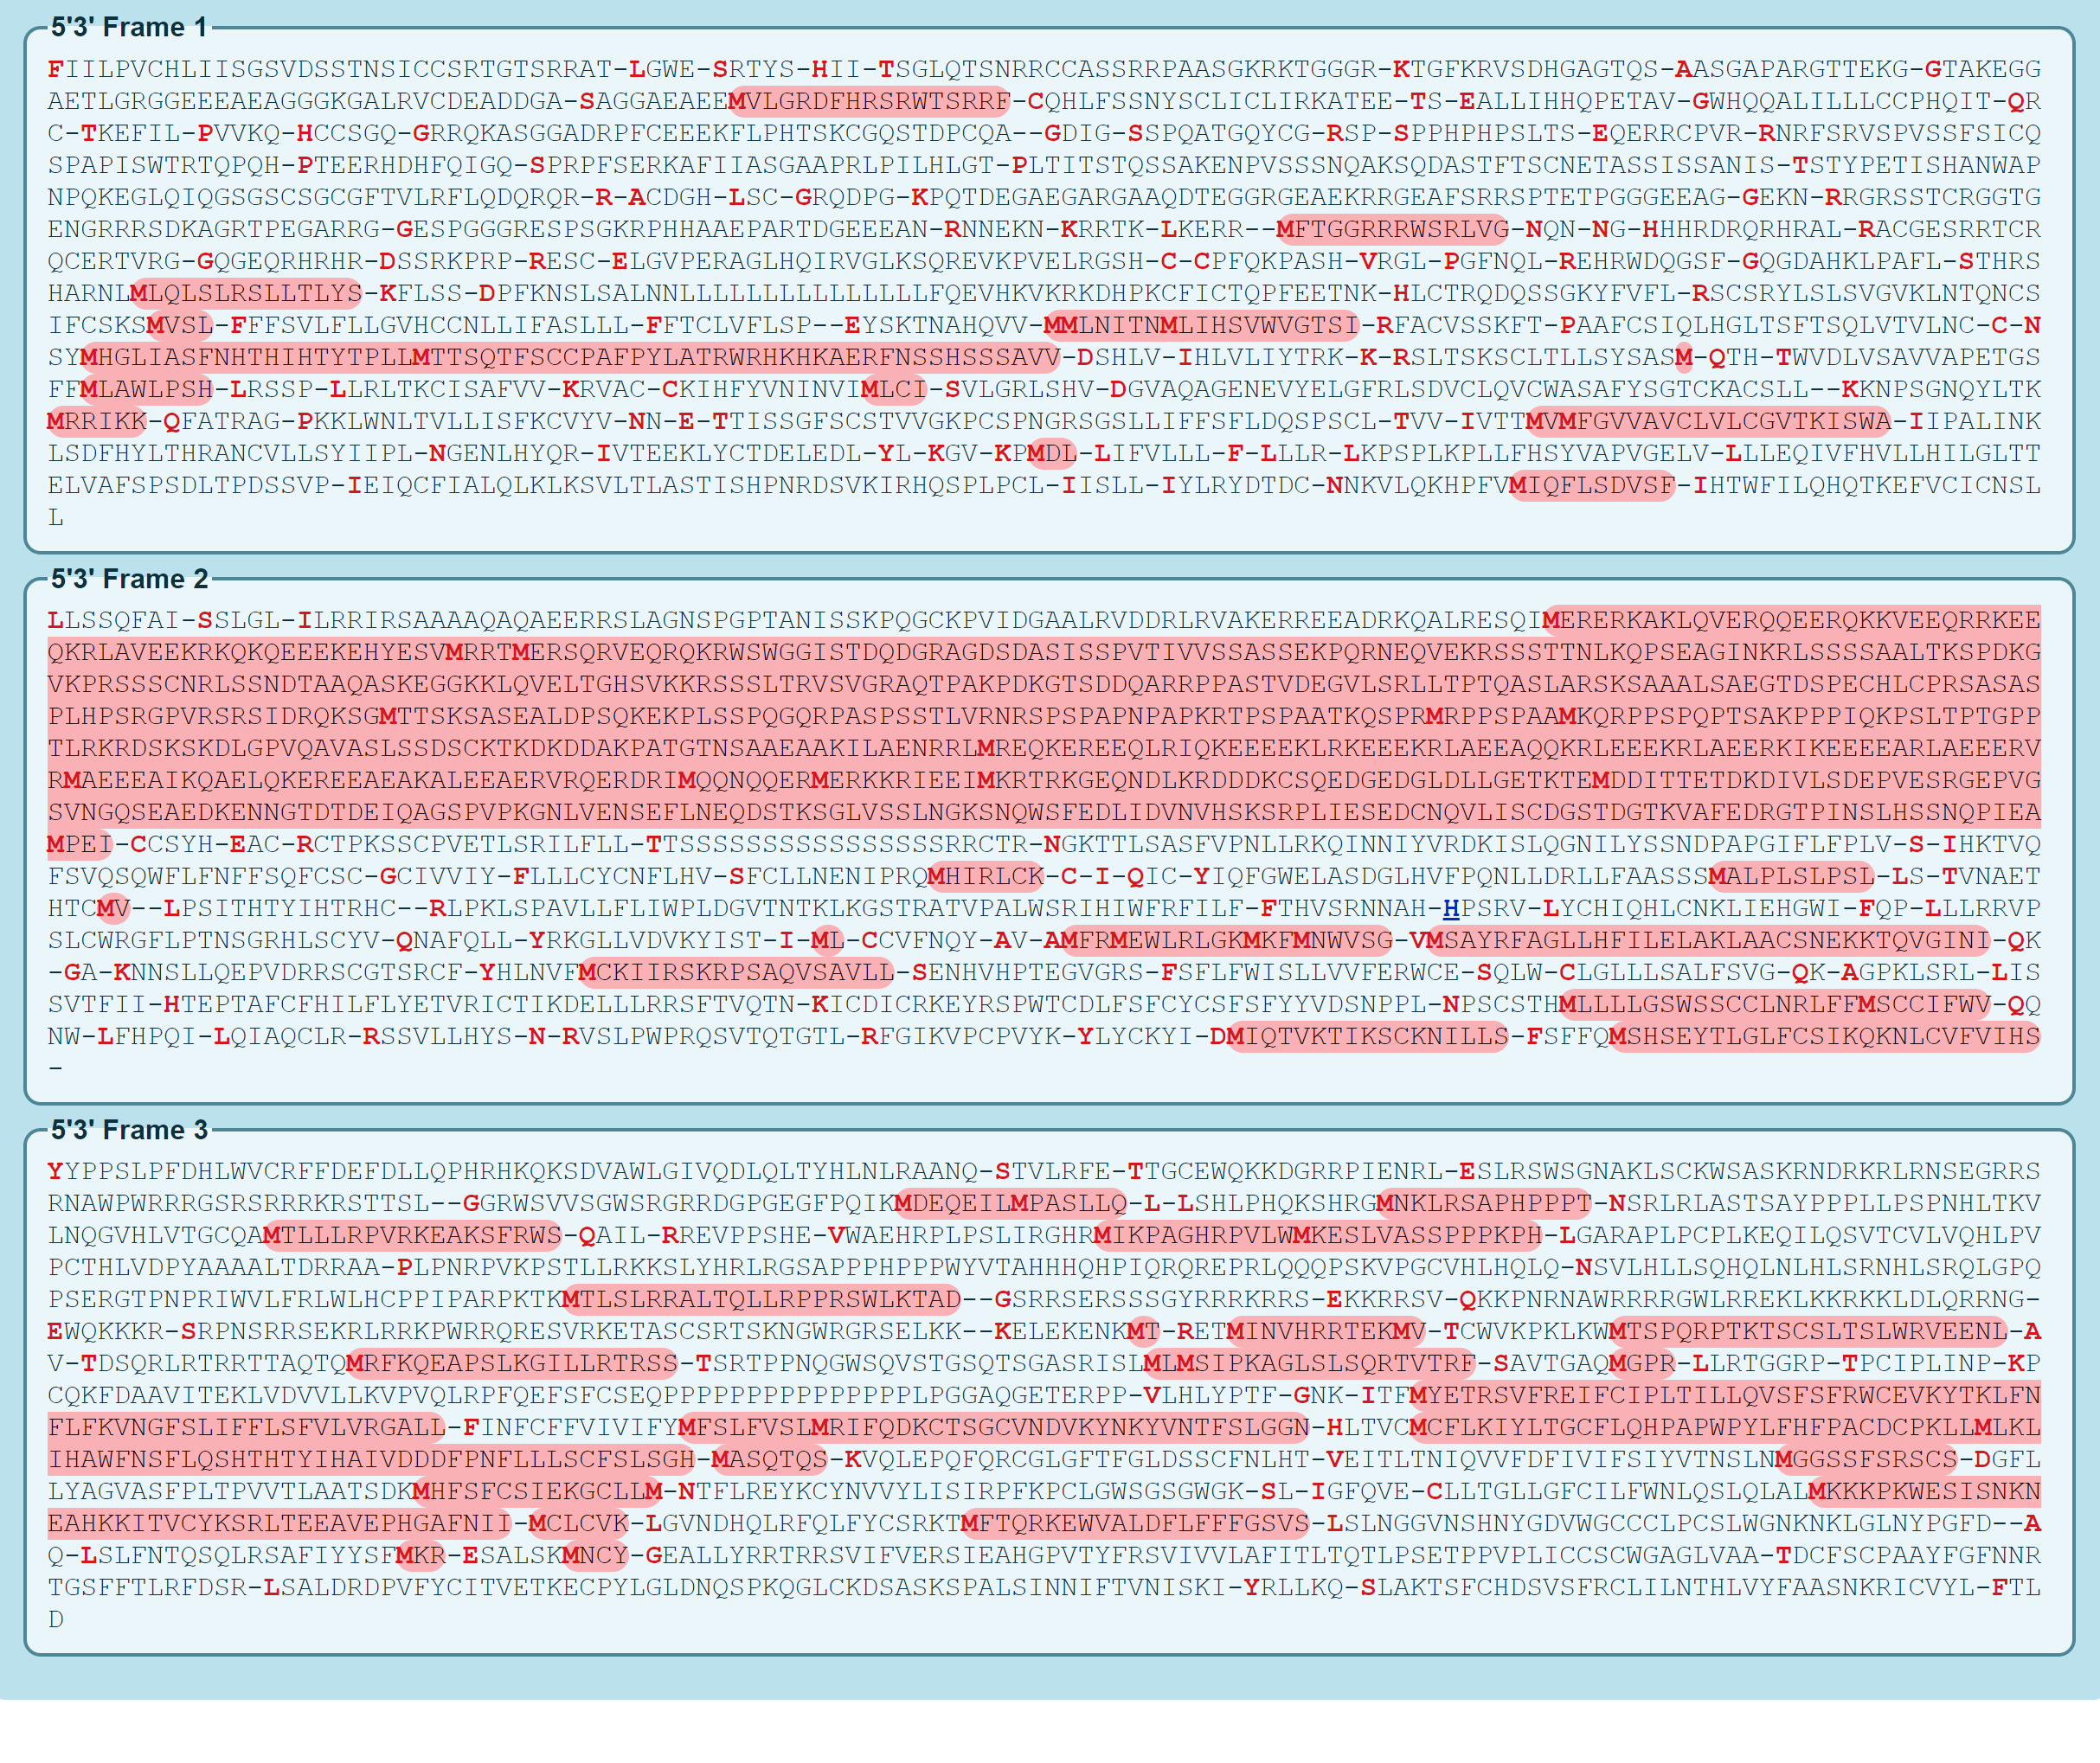 5'3' Frame 1
FIILPVCHLIISGSVDSSTNSICCSRTGTSRRAT-LGWE-SRTYS-HII-TSGLQTSNRRCCASSRRPAASGKRKTGGGR-KTGFKRVSDHGAGTQS-AASGAPARGTTEKG-GTAKEGG
AETLGRGGEEEAEAGGGKGALRVCDEADDGA-SAGGAEAEEMVLGRDFHRSRWTSRRF-CQHLFSSNYSCLICLIRKATEE-TS-EALLIHHQPETAV-GWHQQALILLLCCPHQIT-QR
C-TKEFIL-PVVKQ-HCCSGQ-GRRQKASGGADRPFCEEEKFLPHTSKCGQSTDPCQA--GDIG-SSPQATGQYCG-RSP-SPPHPHPSLTS-EQERRCPVR-RNRFSRVSPVSSFSICQ
SPAPISWTRTQPQH-PTEERHDHFQIGQ-SPRPFSERKAFIIASGAAPRLPILHLGT-PLTITSTQSSAKENPVSSSNQAKSQDASTFTSCNETASSISSANIS-TSTYPETISHANWAP
NPQKEGLQIQGSGSCSGCGFTVLRFLQDQRQR-R-ACDGH-LSC-GRQDPG-KPQTDEGAEGARGAAQDTEGGRGEAEKRRGEAFSRRSPTETPGGGEEAG-GEKN-RRGRSSTCRGGTG
ENGRRRSDKAGRTPEGARRG-GESPGGGRESPSGKRPHHAAEPARTDGEEEAN-RNNEKN-KRRTK-LKERR--MFTGGRRRWSRLVG-NQN-NG-HHHRDRQRHRAL-RACGESRRTCR
QCERTVRG-GQGEQRHRHR-DSSRKPRP-RESC-ELGVPERAGLHQIRVGLKSQREVKPVELRGSH-C-CPFQKPASH-VRGL-PGFNQL-REHRWDQGSF-GQGDAHKLPAFL-STHRS
HARNLMLQLSLRSLLTLYS-KFLSS-DPFKNSLSALNNLLLLLLLLLLLLLLLFQEVHKVKRKDHPKCFICTQPFEETNK-HLCTRQDQSSGKYFVFL-RSCSRYLSLSVGVKLNTQNCS
IFCSKSMVSL-FFFSVLFLLGVHCCNLLIFASLLL-FFTCLVFLSP--EYSKTNAHQVV-MMLNITNMLIHSVWVGTSI-RFACVSSKFT-PAAFCSIQLHGLTSFTSQLVTVLNC-C-N
SYMHGLIASFNHTHIHTYTPLLMTTSQTFSCCPAFPYLATRWRHKHKAERFNSSHSSSAVV-DSHLV-IHLVLIYTRK-K-RSLTSKSCLTLLSYSASM-QTH-TWVDLVSAVVAPETGS
FFMLAWLPSH-LRSSP-LLRLTKCISAFVV-KRVAC-CKIHFYVNINVIMLCI-SVLGRLSHV-DGVAQAGENEVYELGFRLSDVCLQVCWASAFYSGTCKACSLL--KKNPSGNQYLTK
MRRIKK-QFATRAG-PKKLWNLTVLLISFKCVYV-NN-E-TTISSGFSCSTVVGKPCSPNGRSGSLLIFFSFLDQSPSCL-TVV-IVTTMVMFGVVAVCLVLCGVTKISWA-IIPALINK
LSDFHYLTHRANCVLLSYIIPL-NGENLHYQR-IVTEEKLYCTDELEDL-YL-KGV-KPMDL-LIFVLLL-F-LLLR-LKPSPLKPLLFHSYVAPVGELV-LLLEQIVFHVLLHILGLTT
ELVAFSPSDLTPDSSVP-IEIQCFIALQLKLKSVLTLASTISHPNRDSVKIRHQSPLPCL-IISLL-IYLRYDTDC-NNKVLQKHPFVMIQFLSDVSF-IHTWFILQHQTKEFVCICNSL
L
5'3' Frame 2
LLSSQFAI-SSLGL-ILRRIRSAAAAQAQAEERRSLAGNSPGPTANISSKPQGCKPVIDGAALRVDDRLRVAKERREEADRKQALRESQIMERERKAKLQVERQQEERQKKVEEQRRKEE
QKRLAVEEKRKQKQEEEKEHYESVMRRTMERSQRVEQRQKRWSWGGISTDQDGRAGDSDASISSPVTIVVSSASSEKPQRNEQVEKRSSSTTNLKQPSEAGINKRLSSSSAALTKSPDKG
VKPRSSSCNRLSSNDTAAQASKEGGKKLQVELTGHSVKKRSSSLTRVSVGRAQTPAKPDKGTSDDQARRPPASTVDEGVLSRLLTPTQASLARSKSAAALSAEGTDSPECHLCPRSASAS
PLHPSRGPVRSRSIDRQKSGMTTSKSASEALDPSQKEKPLSSPQGQRPASPSSTLVRNRSPSPAPNPAPKRTPSPAATKQSPRMRPPSPAAMKQRPPSPQPTSAKPPPIQKPSLTPTGPP
TLRKRDSKSKDLGPVQAVASLSSDSCKTKDKDDAKPATGTNSAAEAAKILAENRRLMREQKEREEQLRIQKEEEEKLRKEEEKRLAEEAQQKRLEEEKRLAEERKIKEEEEARLAEEERV
RMAEEEAIKQAELQKEREEAEAKALEEAERVRQERDRIMQQNQQERMERKKRIEEIMKRTRKGEQNDLKRDDDKCSQEDGEDGLDLLGETKTEMDDITTETDKDIVLSDEPVESRGEPVG
SVNGQSEAEDKENNGTDTDEIQAGSPVPKGNLVENSEFLNEQDSTKSGLVSSLNGKSNQWSFEDLIDVNVHSKSRPLIESEDCNQVLISCDGSTDGTKVAFEDRGTPINSLHSSNQPIEA
MPEI-CCSYH-EAC-RCTPKSSCPVETLSRILFLL-TTSSSSSSSSSSSSSSSSSRRCTR-NGKTTLSASFVPNLLRKQINNIYVRDKISLQGNILYSSNDPAPGIFLFPLV-S-IHKTVQ
FSVQSQWFLFNFFSQFCSC-GCIVVIY-FLLLCYCNFLHV-SFCLLNENIPRQMHIRLCK-C-I-QIC-YIQFGWELASDGLHVFPQNLLDRLLFAASSSMALPLSLPSL-LS-TVNAET
HTCMV--LPSITHTYIHTRHC--RLPKLSPAVLLFLIWPLDGVTNTKLKGSTRATVPALWSRIHIWFRFILF-FTHVSRNNAH-HPSRV-LYCHIQHLCNKLIEHGWI-FQP-LLLRRVP
SLCWRGFLPTNSGRHLSCYV-QNAFQLL-YRKGLLVDVKYIST-I-ML-CCVFNQY-AV-AMFRMEWLRLGKMKFMNWVSG-VMSAYRFAGLLHFILELAKLAACSNEKKTQVGINI-QK
-GA-KNNSLLQEPVDRRSCGTSRCF-YHLNVFMCKIIRSKRPSAQVSAVLL-SENHVHPTEGVGRS-FSFLFWISLLVVFERWCE-SQLW-CLGLLLSALFSVG-QK-AGPKLSRL-LIS
SVTFII-HTEPTAFCFHILFLYETVRICTIKDELLLRRSFTVQTN-KICDICRKEYRSPWTCDLFSFCYCSFSFYYVDSNPPL-NPSCSTHMLLLLGSWSSCCLNRLFFMSCCIFWV-QQ
NW-LFHPQI-LQIAQCLR-RSSVLLHYS-N-RVSLPWPRQSVTQTGTL-RFGIKVPCPVYK-YLYCKYI-DMIQTVKTIKSCKNILLS-FSFFQMSHSEYTLGLFCSIKQKNLCVFVIHS
-
5'3' Frame 3
YYPPSLPFDHLWVCRFFDEFDLLQPHRHKQKSDVAWLGIVQDLQLTYHLNLRAANQ-STVLRFE-TTGCEWQKKDGRRPIENRL-ESLRSWSGNAKLSCKWSASKRNDRKRLRNSEGRRS
RNAWPWRRRGSRSRRRKRSTTSL--GGRWSVVSGWSRGRRDGPGEGFPQIKMDEQEILMPASLLQ-L-LSHLPHQKSHRGMNKLRSAPHPPPT-NSRLRLASTSAYPPPLLPSPNHLTKV
LNQGVHLVTGCQAMTLLLRPVRKEAKSFRWS-QAIL-RREVPPSHE-VWAEHRPLPSLIRGHRMIKPAGHRPVLWMKESLVASSPPPKPH-LGARAPLPCPLKEQILQSVTCVLVQHLPV
PCTHLVDPYAAAALTDRRAA-PLPNRPVKPSTLLRKKSLYHRLRGSAPPPHPPPWYVTAHHHQHPIQRQREPRLQQQPSKVPGCVHLHQLQ-NSVLHLLSQHQLNLHLSRNHLSRQLGPQ
PSERGTPNPRIWVLFRLWLHCPPIPARPKTKMTLSLRRALTQLLRPPRSWLKTAD--GSRRSERSSSGYRRRKRRS-EKKRRSV-QKKPNRNAWRRRRGWLRREKLKKRKKLDLQRRNG-
EWQKKKR-SRPNSRRSEKRLRRKPWRRQRESVRKETASCSRTSKNGWRGRSELKK--KELEKENKMT-RETMINVHRRTEKMV-TCWVKPKLKWMTSPQRPTKTSCSLTSLWRVEENL-A
V-TDSQRLRTRRTTAQTQMRFKQEAPSLKGILLRTRSS-TSRTPPNQGWSQVSTGSQTSGASRISLMLMSIPKAGLSLSQRTVTRF-SAVTGAQMGPR-LLRTGGRP-TPCIPLINP-KP
CQKFDAAVITEKLVDVVLLKVPVQLRPFQEFSFCSEQPPPPPPPPPPPPPPPPLPGGAQGETERPP-VLHLYPTF-GNK-ITFMYETRSVFREIFCIPLTILLQVSFSFRWCEVKYTKLFN
FLFKVNGFSLIFFLSFVLVRGALL-FINFCFFVIVIFYMFSLFVSLMRIFQDKCTSGCVNDVKYNKYVNTFSLGGN-HLTVCMCFLKIYLTGCFLQHPAPWPYLFHFPACDCPKLLMLKL
IHAWFNSFLQSHTHTYIHAIVDDDFPNFLLLSCFSLSGH-MASQTQS-KVQLEPQFQRCGLGFTFGLDSSCFNLHT-VEITLTNIQVVFDFIVIFSIYVTNSLNMGGSSFSRSCS-DGFL
LYAGVASFPLTPVVTLAATSDKMHFSFCSIEKGCLLM-NTFLREYKCYNVVYLISIRPFKPCLGWSGSGWGK-SL-IGFQVE-CLLTGLLGFCILFWNLQSLQLALMKKKPKWESISNKN
EAHKKITVCYKSRLTEEAVEPHGAFNII-MCLCVK-LGVNDHQLRFQLFYCSRKTMFTQRKEWVALDFLFFFGSVS-LSLNGGVNSHNYGDVWGCCCLPCSLWGNKNKLGLNYPGFD--A
Q-LSLFNTQSQLRSAFIYYSFMKR-ESALSKMNCY-GEALLYRRTRRSVIFVERSIEAHGPVTYFRSVIVVLAFITLTQTLPSETPPVPLICCSCWGAGLVAA-TDCFSCPAAYFGFNNR
TGSFFTLRFDSR-LSALDRDPVFYCITVETKECPYLGLDNQSPKQGLCKDSASKSPALSINNIFTVNISKI-YRLLKQ-SLAKTSFCHDSVSFRCLILNTHLVYFAASNKRICVYL-FTL
D